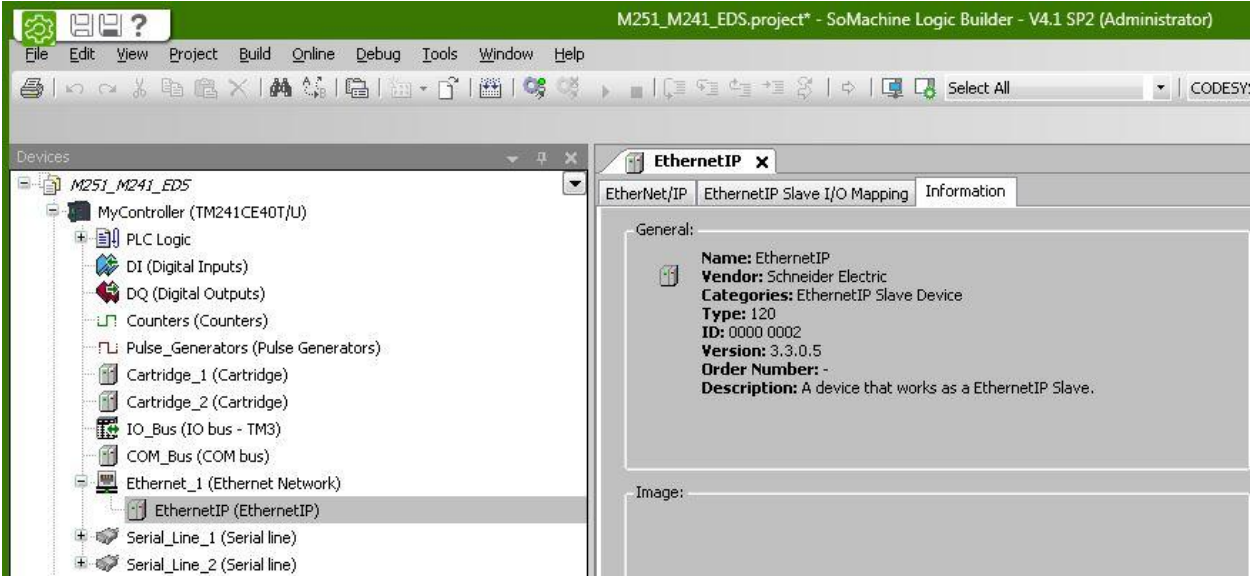 M251_M241_EDS.project* - SoMachine Logic Builder - V4.1 SP2 (Administrator)
File Edit View Project Build Online Debug Tools Window Help
Select All
CODESY
Devices
M251_M241_EDS
MyController (TM241CE40T/U)
PLC Logic
DI (Digital Inputs)
DQ (Digital Outputs)
Counters (Counters)
Pulse_Generators (Pulse Generators)
Cartridge_1 (Cartridge)
Cartridge_2 (Cartridge)
IO_Bus (IO bus - TM3)
COM_Bus (COM bus)
Ethernet_1 (Ethernet Network)
EthernetIP (EthernetIP)
Serial_Line_1 (Serial line)
Serial_Line_2 (Serial line)
EthernetIP
EtherNet/IP EthernetIP Slave I/O Mapping Information
General:
Name: EthernetIP
Vendor: Schneider Electric
Categories: EthernetIP Slave Device
Type: 120
ID: 0000 0002
Version: 3.3.0.5
Order Number: -
Description: A device that works as a EthernetIP Slave.
Image: